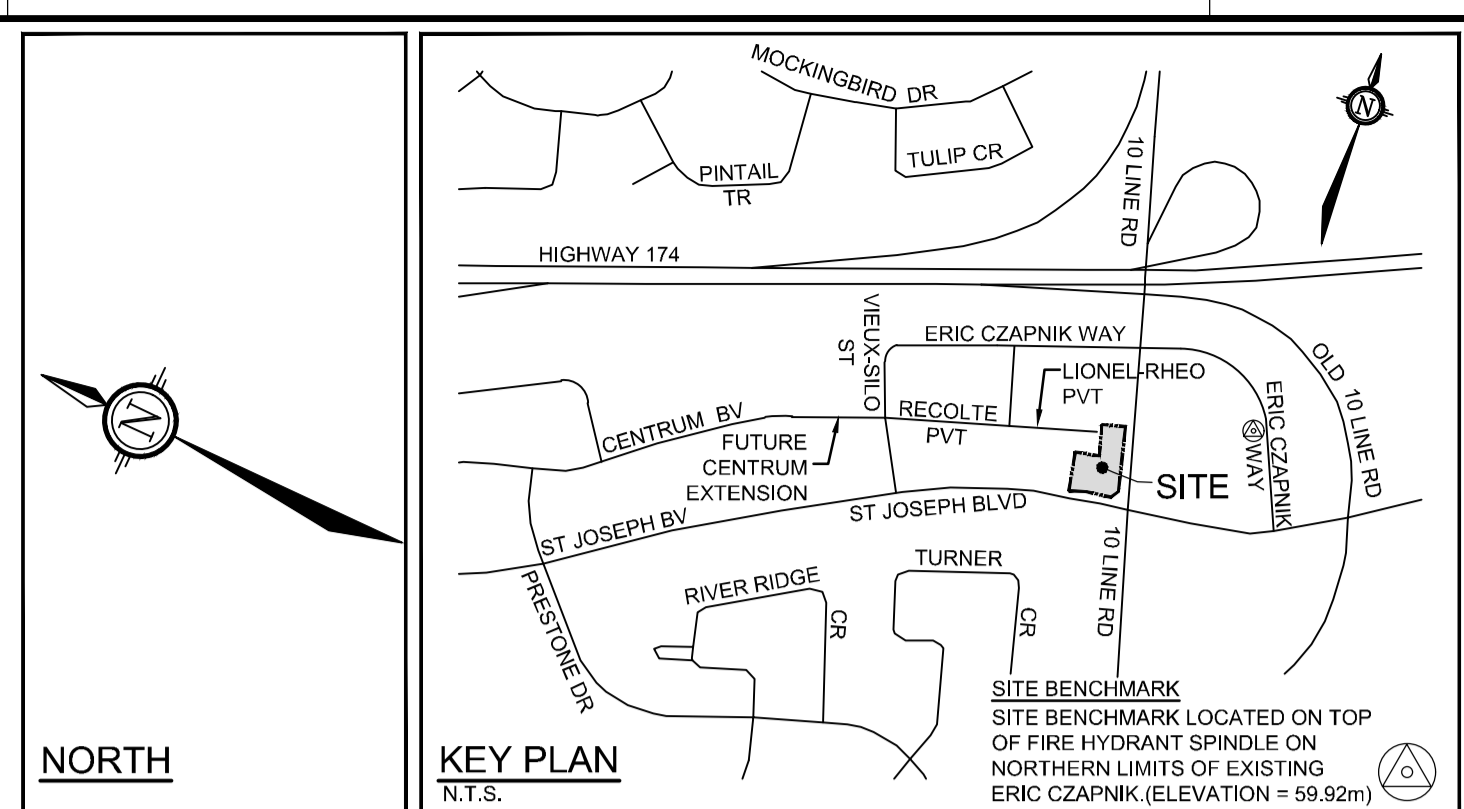 N
NORTH
MOCKINGBIRD DR
PINTAIL
TR
TULIP CR
10 LINE RD
N
HIGHWAY 174
VIEUX-SILO
ST
ERIC CZAPNIK WAY
LIONEL-RHEO
PVT
OLD 10 LINE RD
ERIC CZAPNIK
WAY
CENTRUM BV
RECOLTE
PVT
FUTURE
CENTRUM
EXTENSION
SITE
ST JOSEPH BV
ST JOSEPH BLVD
10 LINE RD
PRESTONE DR
RIVER RIDGE
CR
TURNER
CR
SITE BENCHMARK
SITE BENCHMARK LOCATED ON TOP
OF FIRE HYDRANT SPINDLE ON
NORTHERN LIMITS OF EXISTING
ERIC CZAPNIK.(ELEVATION = 59.92m)
KEY PLAN
N.T.S.